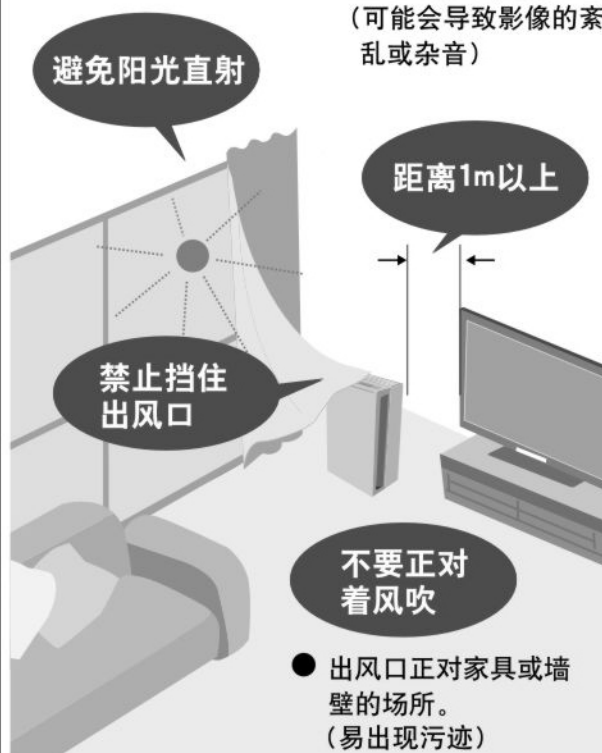 （可能会导致影像的紊
乱或杂音）
避免阳光直射
距离1m以上
禁止挡住
出风口
不要正对
着风吹
● 出风口正对家具或墙
壁的场所。
（易出现污迹）